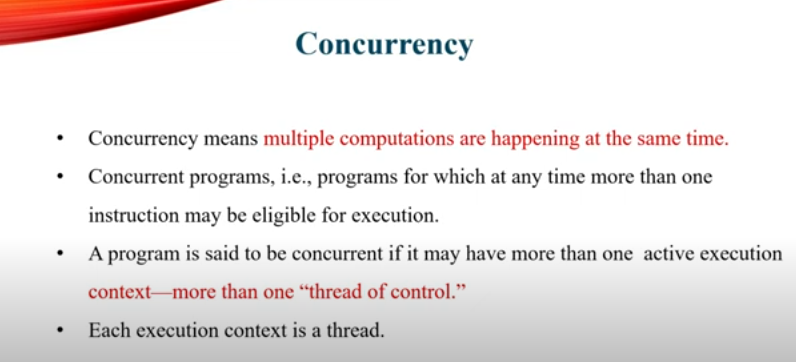 Concurrency
• Concurrency means multiple computations are happening at the same time.
• Concurrent programs, i.e., programs for which at any time more than one
instruction may be eligible for execution.
• A program is said to be concurrent if it may have more than one  active execution
context—more than one “thread of control.”
• Each execution context is a thread.